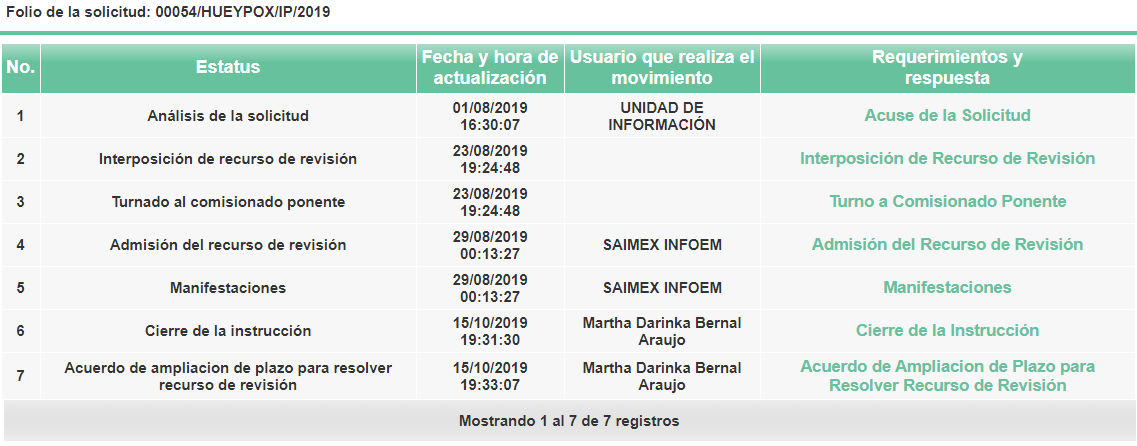 Folio de la solicitud: 00054/HUEYPOX/IP/2019
No.
Estatus
Fecha y hora de
actualización
Usuario que realiza el
movimiento
Requerimientos y
respuesta
1
Análisis de la solicitud
01/08/2019
16:30:07
UNIDAD DE
INFORMACIÓN
Acuse de la Solicitud
2
Interposición de recurso de revisión
23/08/2019
19:24:48
Interposición de Recurso de Revisión
3
Turnado al comisionado ponente
23/08/2019
19:24:48
Turno a Comisionado Ponente
4
Admisión del recurso de revisión
29/08/2019
00:13:27
SAIMEX INFOEM
Admisión del Recurso de Revisión
5
Manifestaciones
29/08/2019
00:13:27
SAIMEX INFOEM
Manifestaciones
6
Cierre de la instrucción
15/10/2019
19:31:30
Martha Darinka Bernal
Araujo
Cierre de la Instrucción
7
Acuerdo de ampliacion de plazo para resolver
recurso de revisión
15/10/2019
19:33:07
Martha Darinka Bernal
Araujo
Acuerdo de Ampliacion de Plazo para
Resolver Recurso de Revisión
Mostrando 1 al 7 de 7 registros